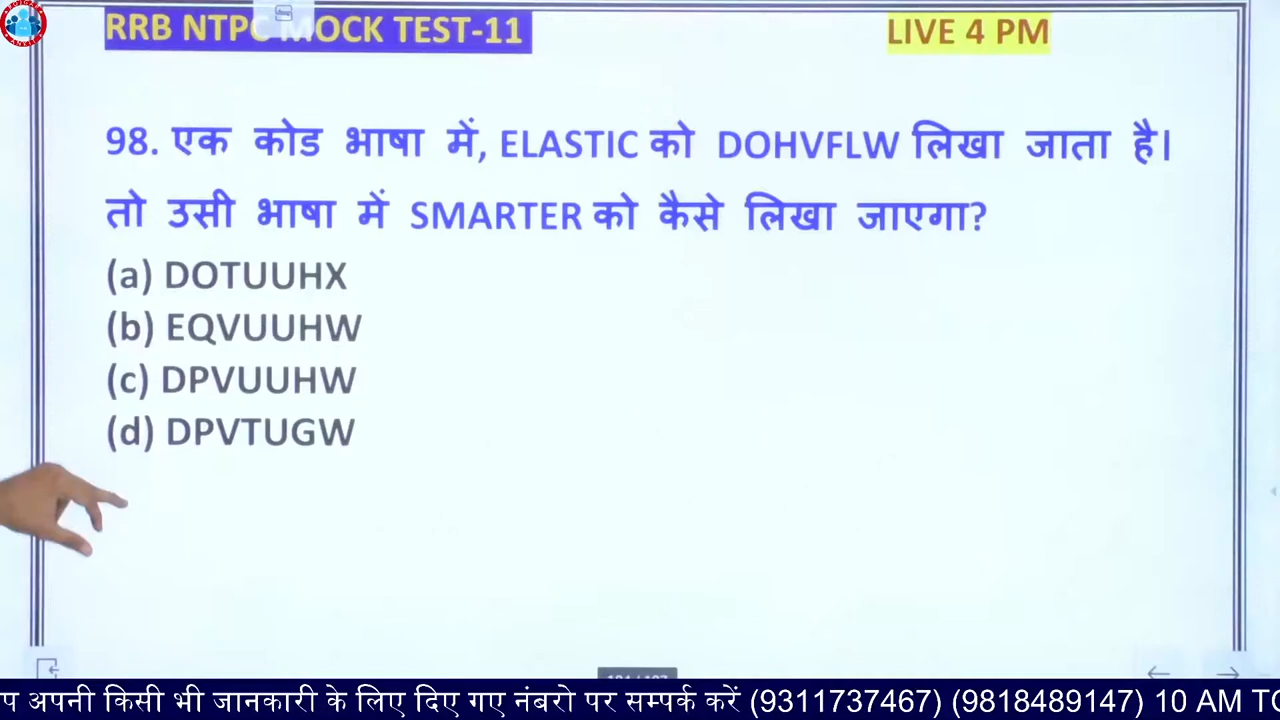 RRB NTPC MOCK TEST-11
LIVE 4 PM
98. एक कोड भाषा में, ELASTIC को DOHVFLW लिखा जाता है।
तो उसी भाषा में SMARTER को कैसे लिखा जाएगा?
(a) DOTUUHX
(b) EQVUUHW
(c) DPVUUHW
(d) DPVTUGW
प अपनी किसी भी जानकारी के लिए दिए गए नंबरो पर सम्पर्क करें (9311737467) (9818489147) 10 AM TO